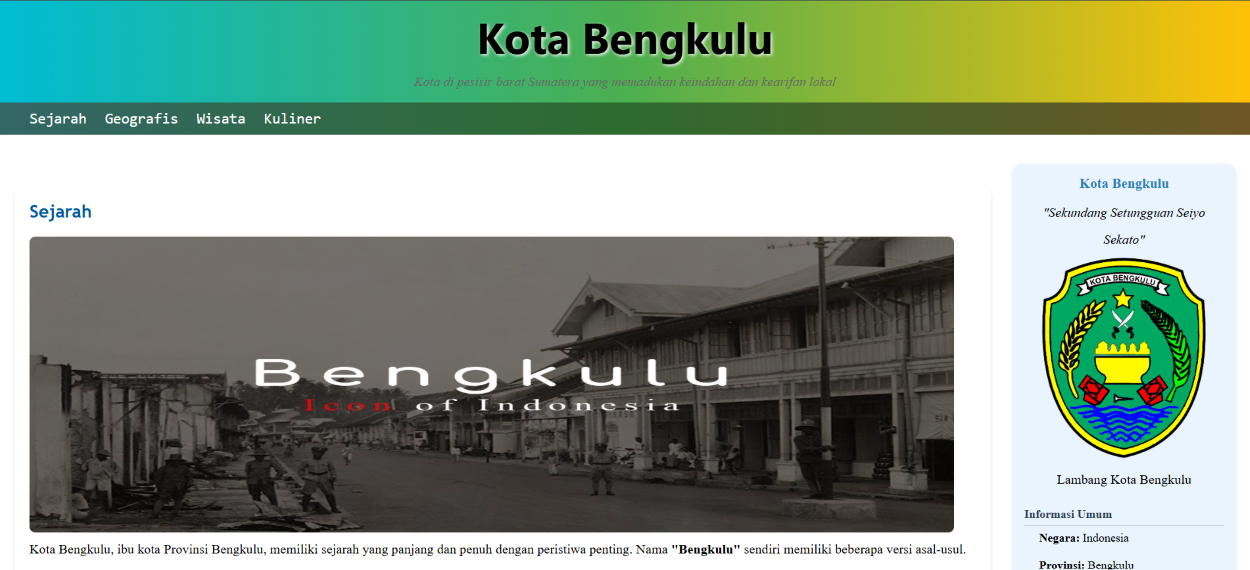 Kota Bengkulu
Kota di pesisir barat Sumatera yang memadukan keindahan dan kearifan lokal
Sejarah Geografis Wisata Kuliner
Sejarah
Bengkulu
Icon of Indonesia
Kota Bengkulu, ibu kota Provinsi Bengkulu, memiliki sejarah yang panjang dan penuh dengan peristiwa penting. Nama "Bengkulu" sendiri memiliki beberapa versi asal-usul.
Kota Bengkulu
"Sekundang Setungguan Seiyo
Sekato"
KOTA BENGKULU
Lambang Kota Bengkulu
Informasi Umum
Negara: Indonesia
Provinsi: Bengkulu